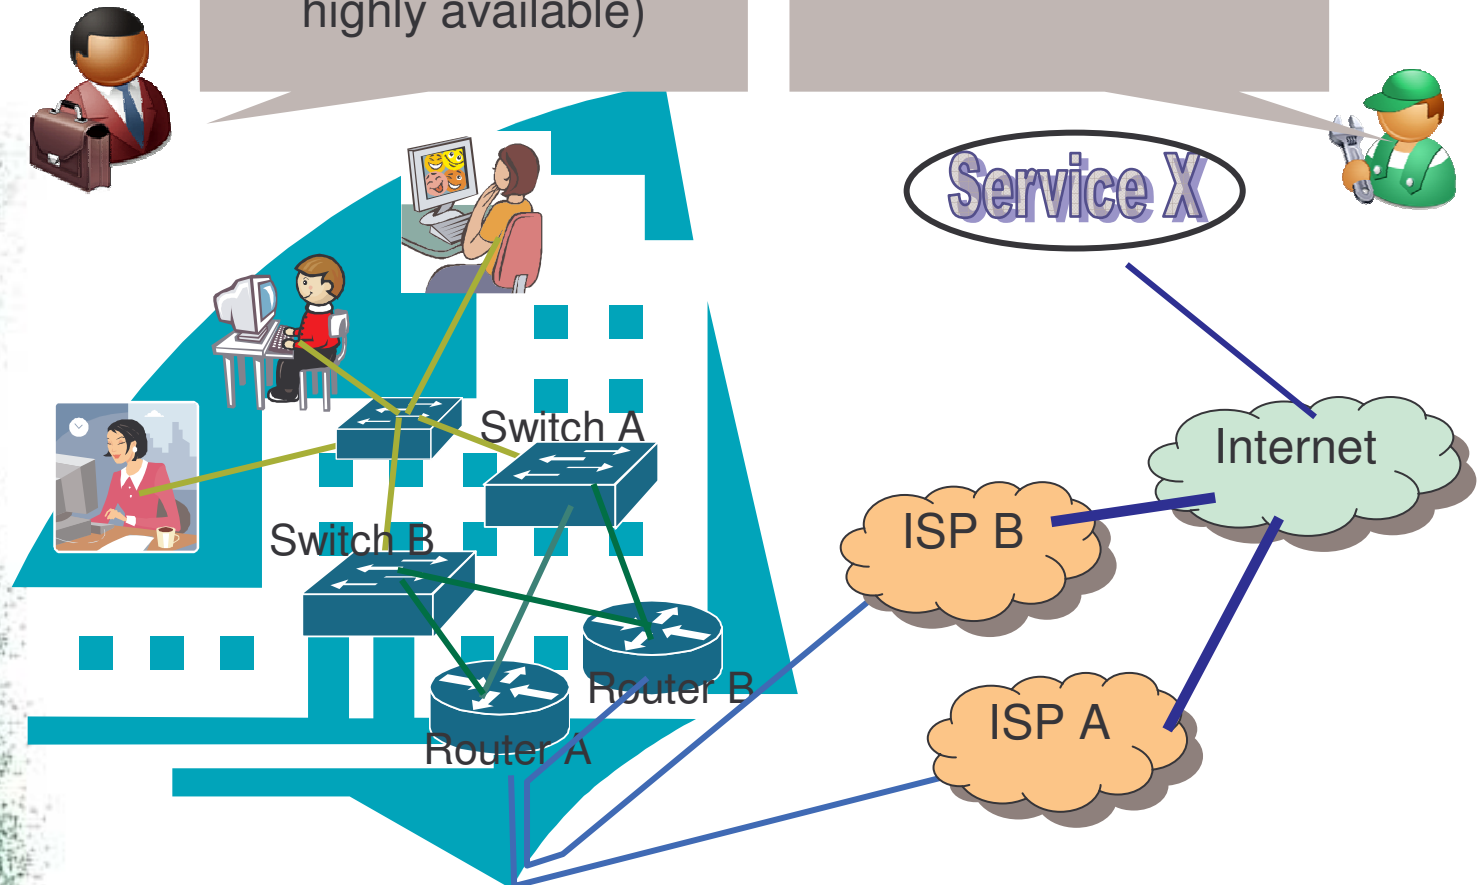 highly available)
Service X
Switch A
Internet
ISP B
Switch B
Router B
ISP A
Router A